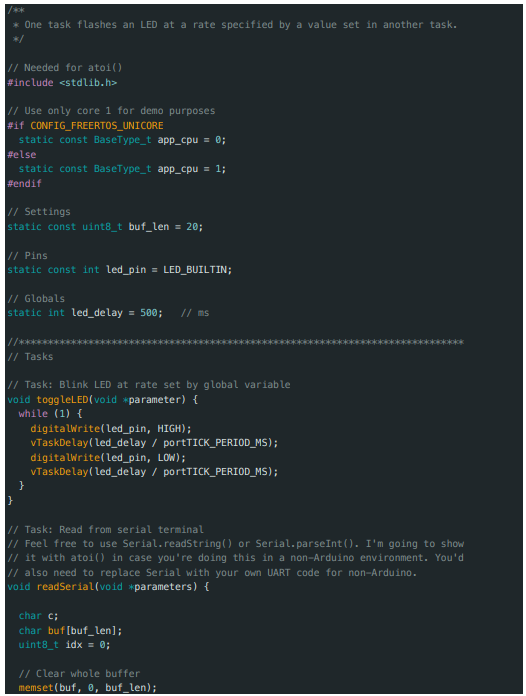 /**
 * One task flashes an LED at a rate specified by a value set in another task.
 */

// Needed for atoi()
#include <stdlib.h>

// Use only core 1 for demo purposes
#if CONFIG_FREERTOS_UNICORE
  static const BaseType_t app_cpu = 0;
#else
  static const BaseType_t app_cpu = 1;
#endif

// Settings
static const uint8_t buf_len = 20;

// Pins
static const int led_pin = LED_BUILTIN;

// Globals
static int led_delay = 500;   // ms

//*****************************************************************************
// Tasks

// Task: Blink LED at rate set by global variable
void toggleLED(void *parameter) {
  while (1) {
    digitalWrite(led_pin, HIGH);
    vTaskDelay(led_delay / portTICK_PERIOD_MS);
    digitalWrite(led_pin, LOW);
    vTaskDelay(led_delay / portTICK_PERIOD_MS);
  }
}

// Task: Read from serial terminal
// Feel free to use Serial.readString() or Serial.parseInt(). I'm going to show
// it with atoi() in case you're doing this in a non-Arduino environment. You'd
// also need to replace Serial with your own UART code for non-Arduino.
void readSerial(void *parameters) {

  char c;
  char buf[buf_len];
  uint8_t idx = 0;

  // Clear whole buffer
  memset(buf, 0, buf_len);